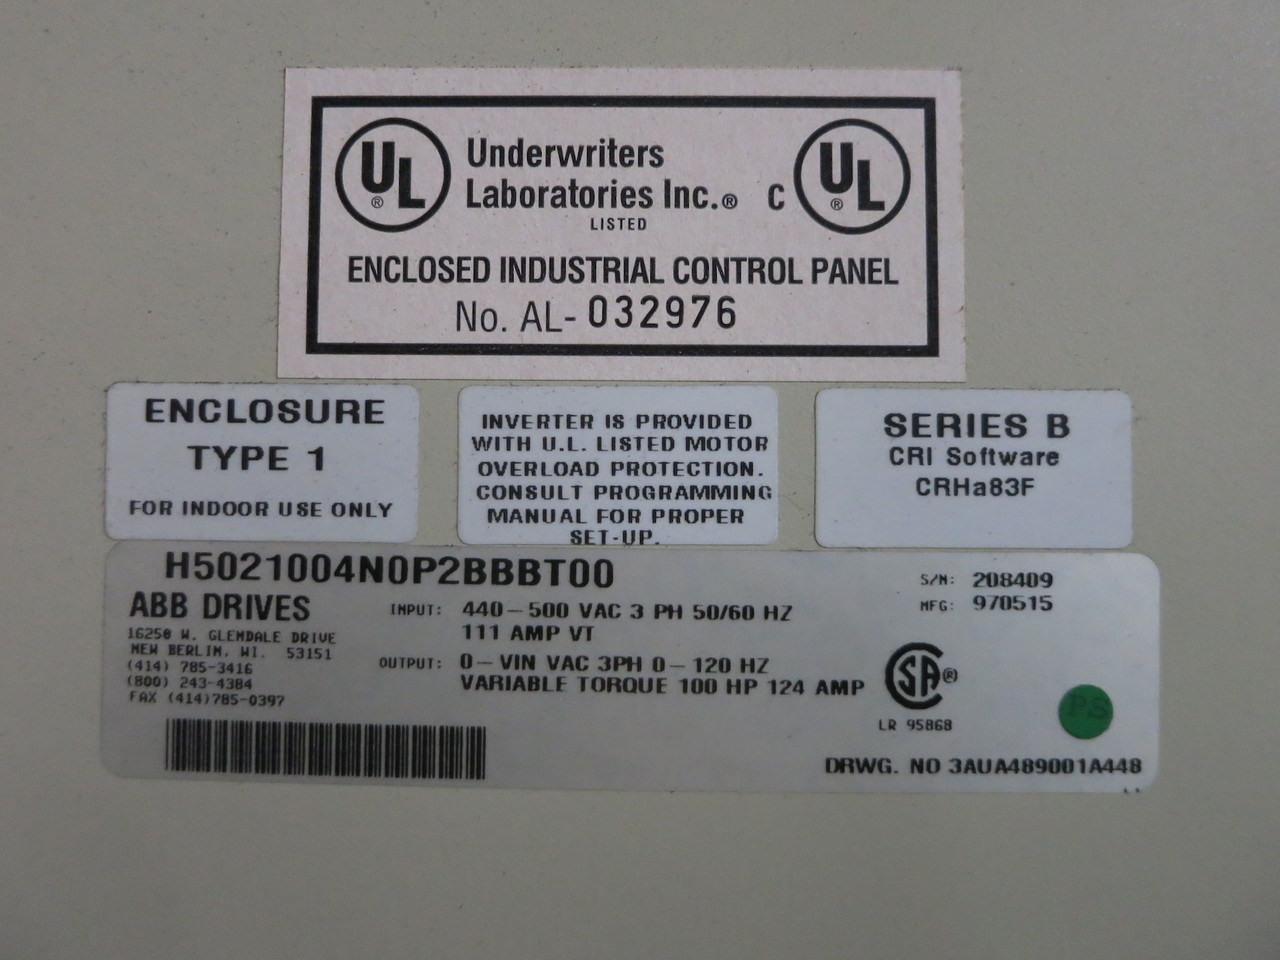 UL® Underwriters Laboratories Inc.® C UL®
LISTED
ENCLOSED INDUSTRIAL CONTROL PANEL
No. AL- 032976
ENCLOSURE
TYPE 1
FOR INDOOR USE ONLY
INVERTER IS PROVIDED
WITH U.L. LISTED MOTOR
OVERLOAD PROTECTION.
CONSULT PROGRAMMING
MANUAL FOR PROPER
SET-UP.
SERIES B
CRI Software
CRHa83F
H5021004N0P2BBBT00
ABB DRIVES
16250 W. GLENDALE DRIVE
NEW BERLIN, WI. 53151
(414) 785-3416
(800) 243-4384
FAX (414)785-0397
INPUT: 440-500 VAC 3 PH 50/60 HZ
111 AMP VT
OUTPUT: 0-VIN VAC 3PH 0-120 HZ
VARIABLE TORQUE 100 HP 124 AMP
S/N: 208409
MFG: 970515
SA®
LR 95868
PS
DRWG. NO 3AUA489001A448